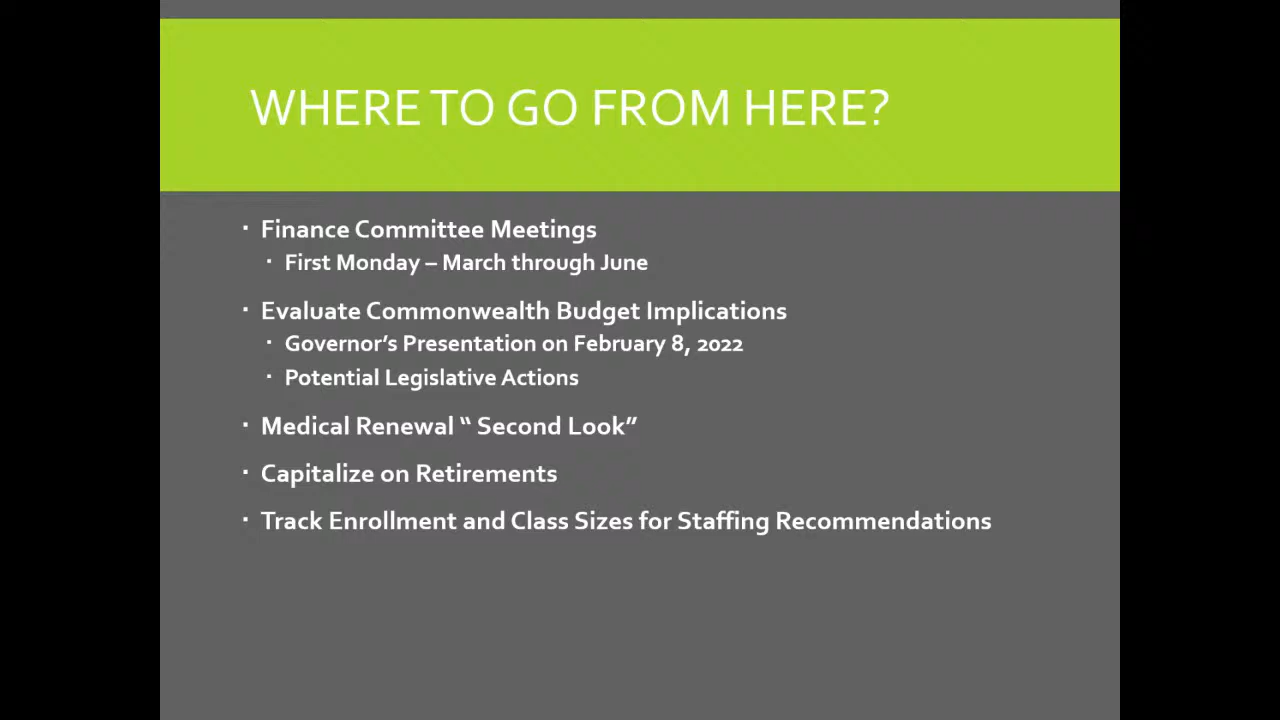 WHERE TO GO FROM HERE?
▪ Finance Committee Meetings
▪ First Monday – March through June
▪ Evaluate Commonwealth Budget Implications
▪ Governor's Presentation on February 8, 2022
▪ Potential Legislative Actions
▪ Medical Renewal “ Second Look”
▪ Capitalize on Retirements
▪ Track Enrollment and Class Sizes for Staffing Recommendations